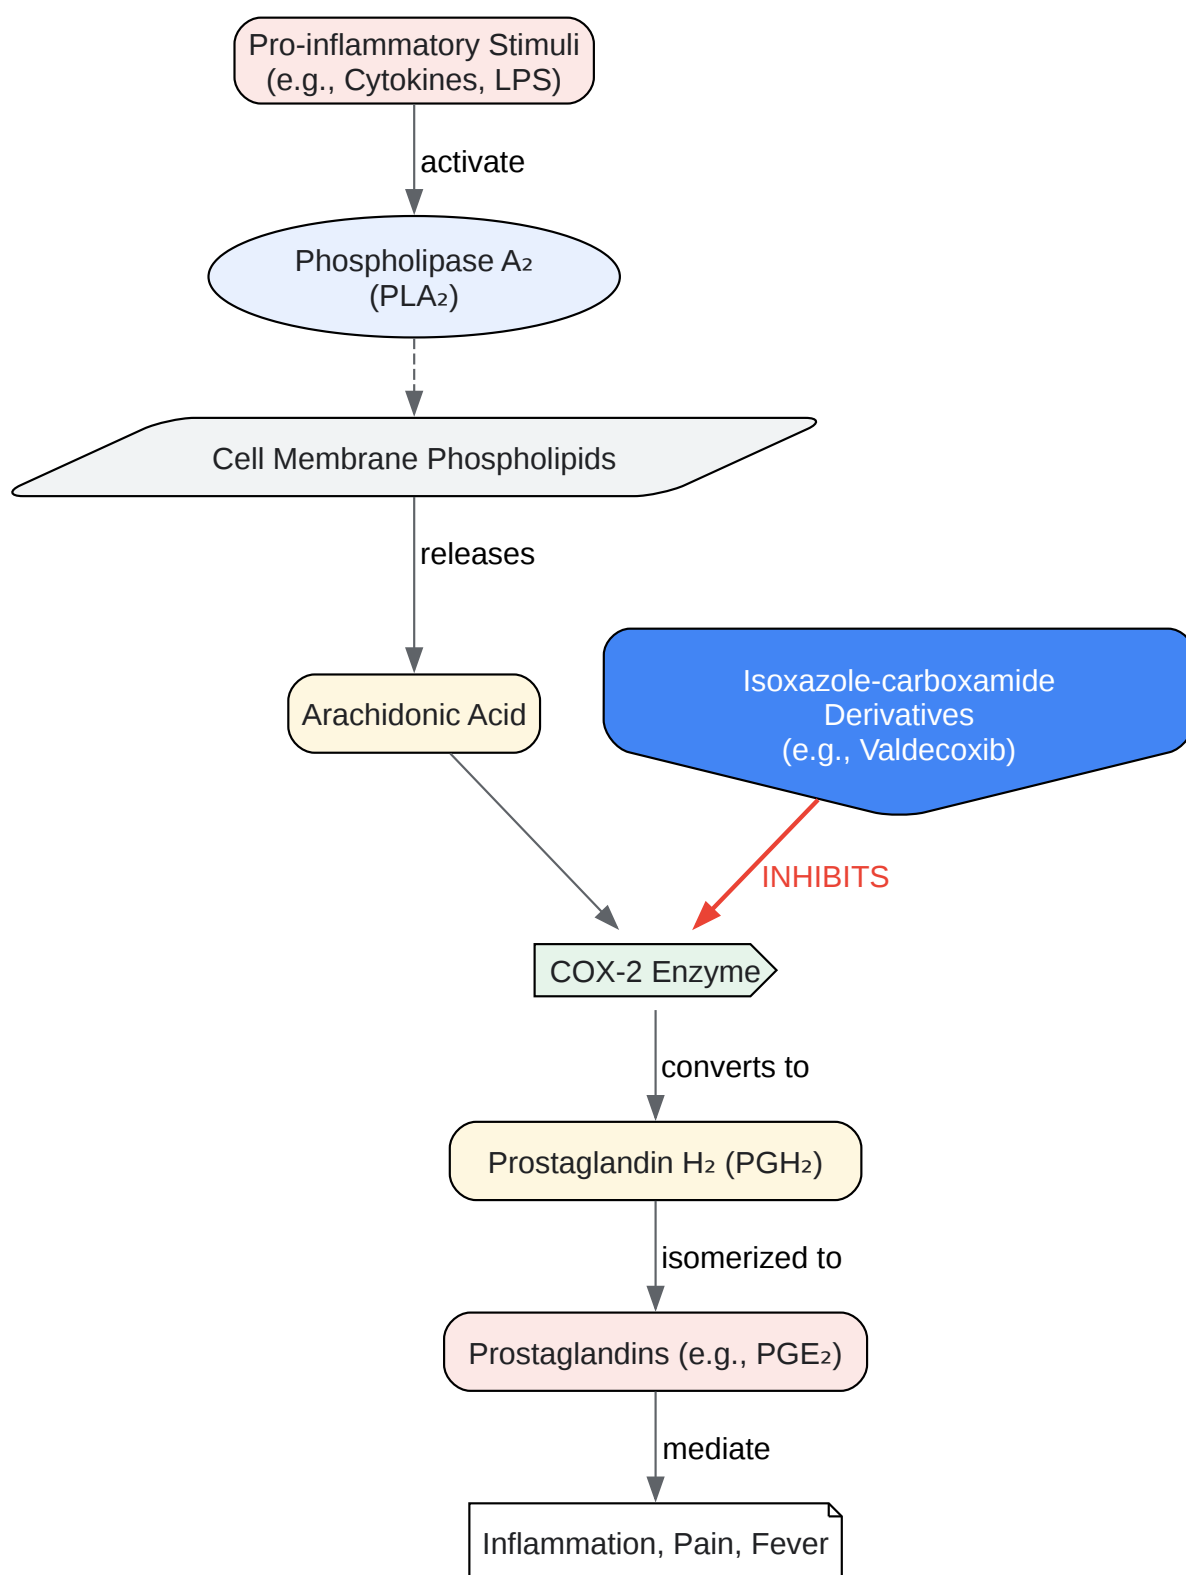 Pro-inflammatory Stimuli
(e.g., Cytokines, LPS)
activate
Phospholipase A₂
(PLA₂)
Cell Membrane Phospholipids
releases
Arachidonic Acid
Isoxazole-carboxamide
Derivatives
(e.g., Valdecoxib)
INHIBITS
COX-2 Enzyme
converts to
Prostaglandin H₂ (PGH₂)
isomerized to
Prostaglandins (e.g., PGE₂)
mediate
Inflammation, Pain, Fever